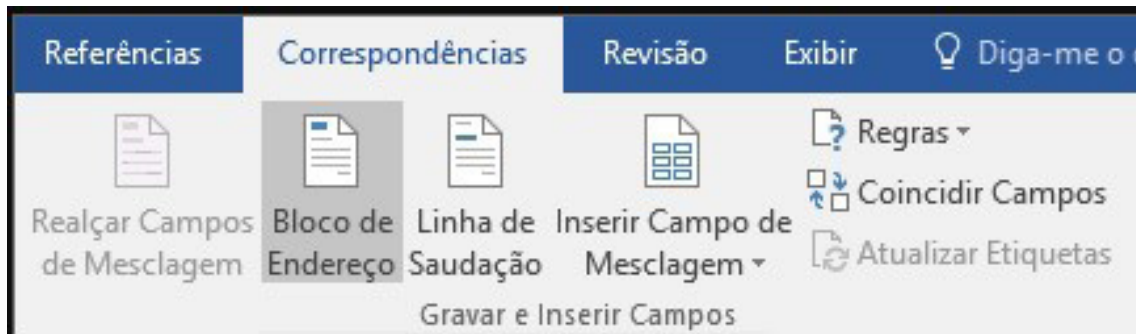 Referências Correspondências Revisão Exibir Diga-me o
Realçar Campos de Mesclagem
Bloco de Endereço
Linha de Saudação
Inserir Campo de Mesclagem
Regras
Coincidir Campos
Atualizar Etiquetas
Gravar e Inserir Campos